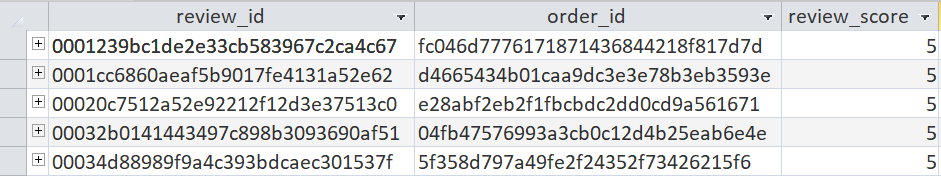 review_id order_id review_score
0001239bc1de2e33cb583967c2ca4c67 fc046d7776171871436844218f817d7d 5
0001cc6860aeaf5b9017fe4131a52e62 d4665434b01caa9dc3e3e78b3eb3593e 5
00020c7512a52e92212f12d3e37513c0 e28abf2eb2f1fbcbdc2dd0cd9a561671 5
00032b0141443497c898b3093690af51 04fb47576993a3cb0c12d4b25eab6e4e 5
00034d88989f9a4c393bdcaec301537f 5f358d797a49fe2f24352f73426215f6 5